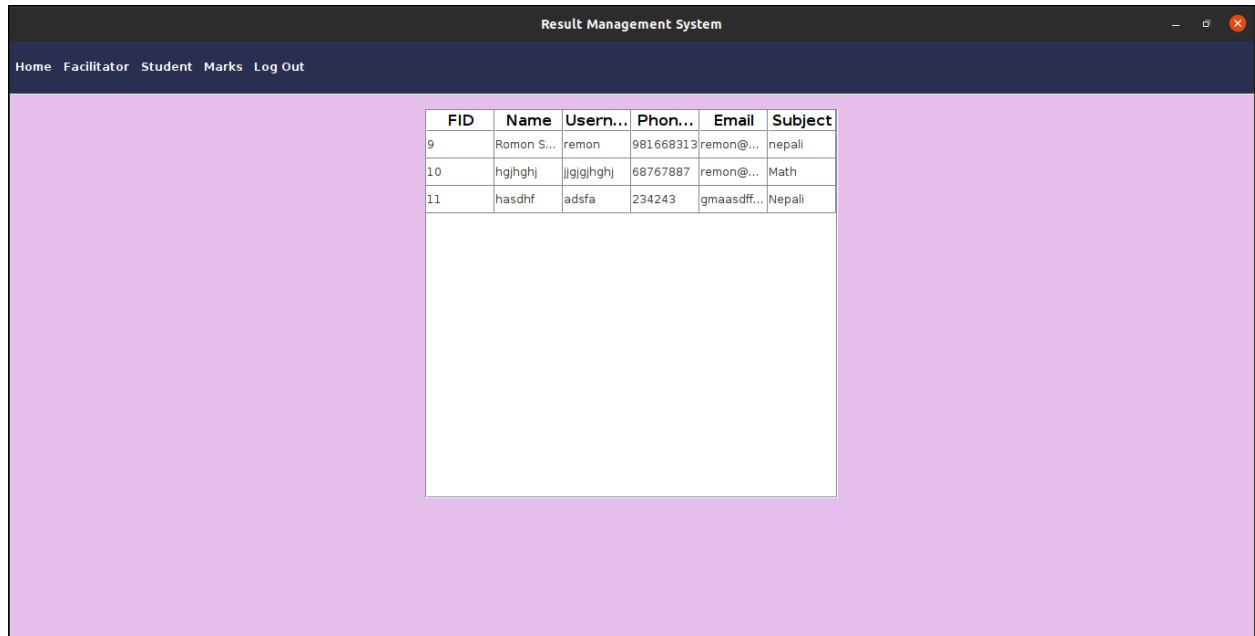 Result Management System
Home Facilitator Student Marks Log Out
FID Name Usern... Phon... Email Subject
9 Romon S... remon 981668313 remon@... nepali
10 hgjhghj jjgjgjhghj 68767887 remon@... Math
11 hasdhf adsfa 234243 gmaasdff... Nepali